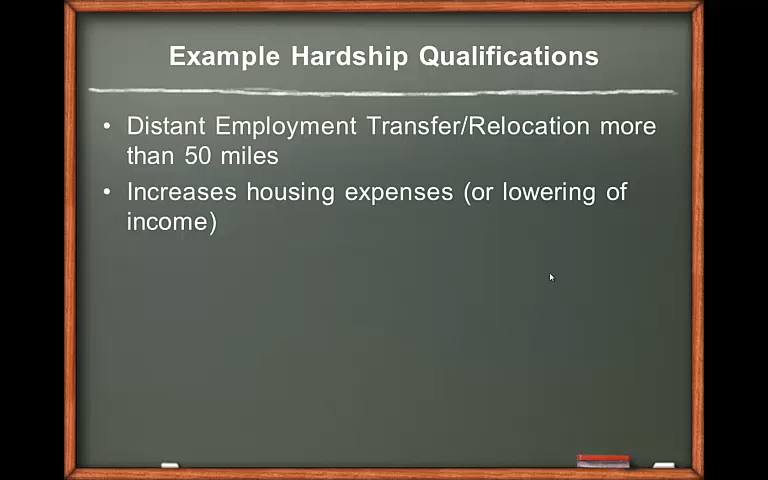 Example Hardship Qualifications
• Distant Employment Transfer/Relocation more
than 50 miles
• Increases housing expenses (or lowering of
income)